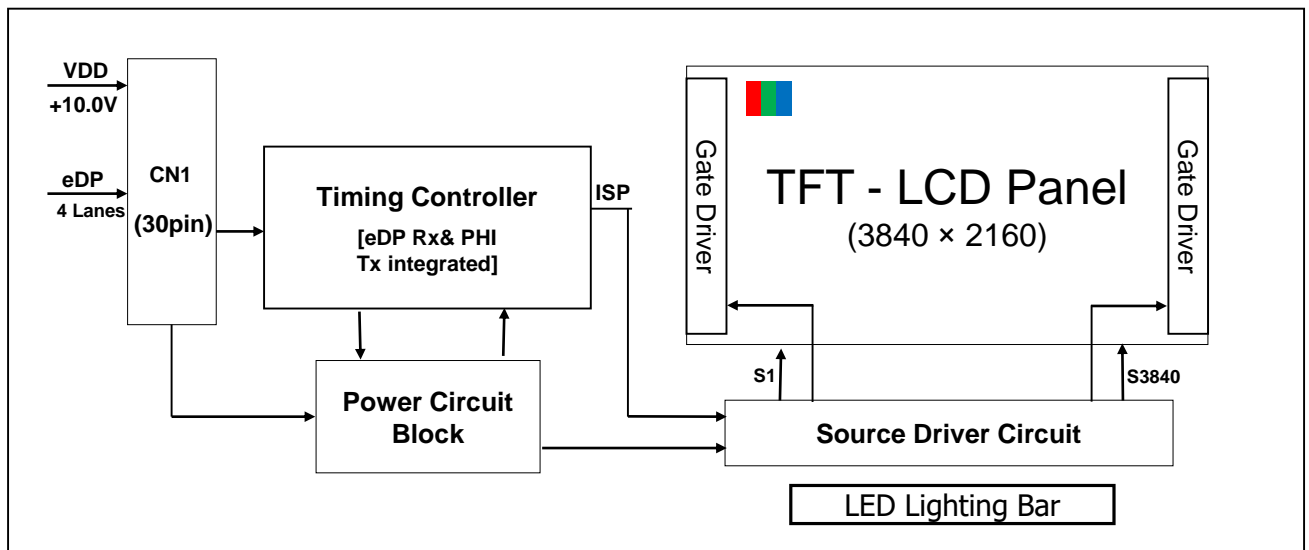 VDD
+10.0V
eDP
4 Lanes
CN1
(30pin)
Timing Controller
[eDP Rx& PHI
Tx integrated]
ISP
Power Circuit
Block
Gate Driver
TFT - LCD Panel
(3840 × 2160)
Gate Driver
S1
S3840
Source Driver Circuit
LED Lighting Bar